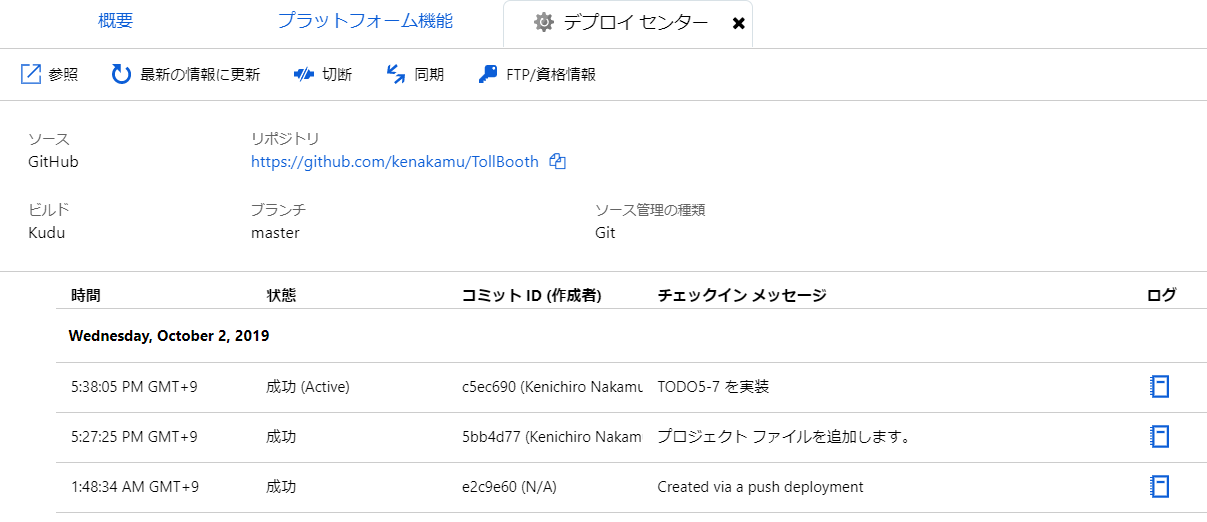 概要 プラットフォーム機能 デプロイ センター
参照 最新の情報に更新 切断 同期 FTP/資格情報
ソース リポジトリ
GitHub https://github.com/kenakamu/TollBooth
ビルド ブランチ ソース管理の種類
Kudu master Git
時間 状態 コミット ID (作成者) チェックイン メッセージ ログ
Wednesday, October 2, 2019
5:38:05 PM GMT+9 成功 (Active) c5ec690 (Kenichiro Nakamu TODO5-7 を実装
5:27:25 PM GMT+9 成功 5bb4d77 (Kenichiro Nakam プロジェクト ファイルを追加します。
1:48:34 AM GMT+9 成功 e2c9e60 (N/A) Created via a push deployment